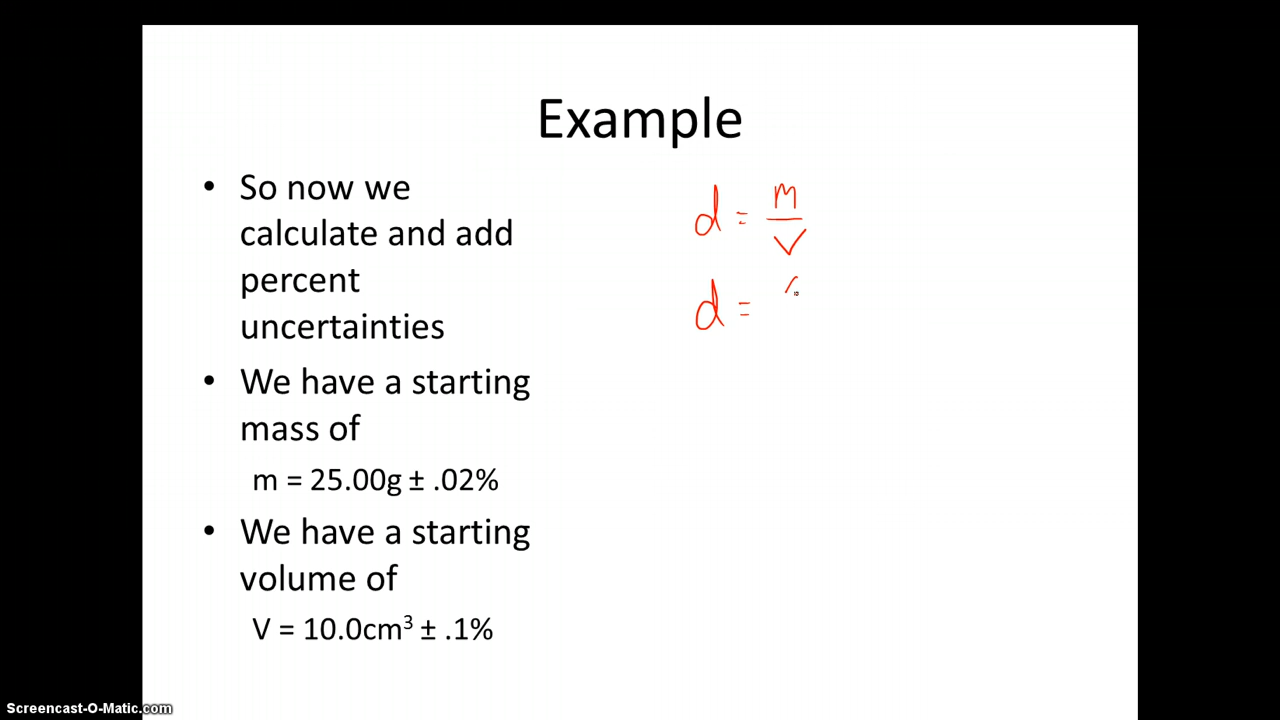 Example
• So now we
calculate and add
percent
uncertainties
• We have a starting
mass of
m = 25.00g ± .02%
• We have a starting
volume of
V = 10.0cm³ ± .1%
d = m
V
d =
Screencast-O-Matic.com